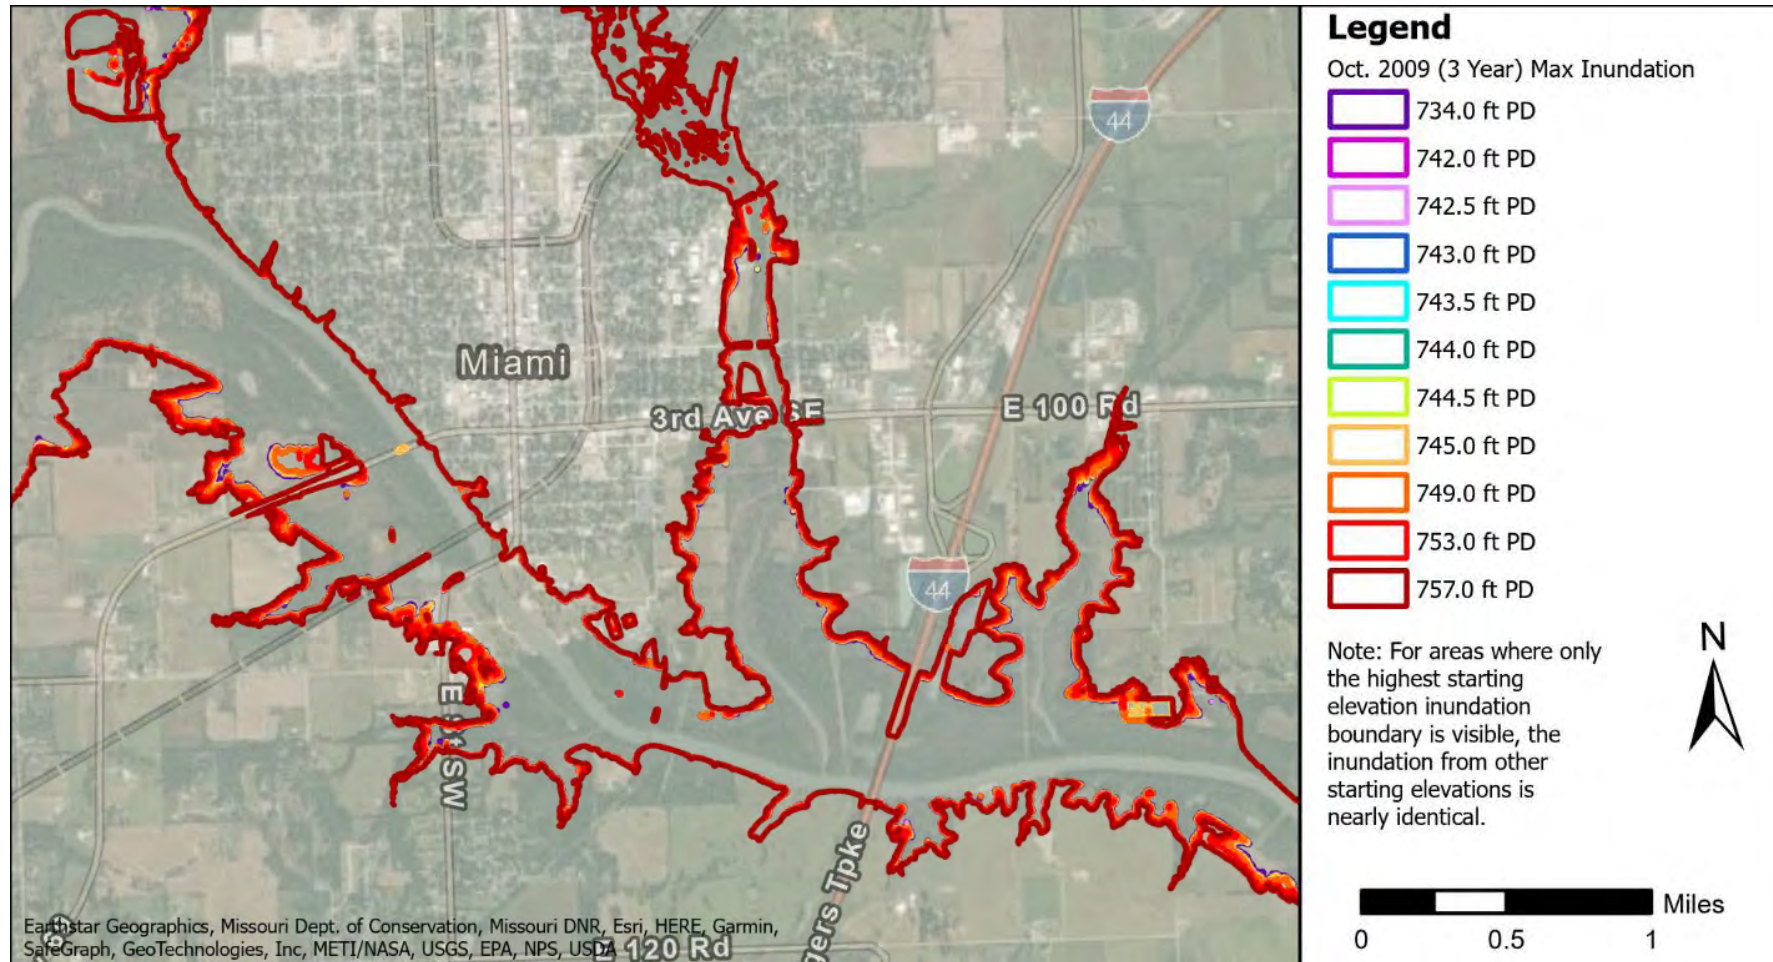 Legend
Oct. 2009 (3 Year) Max Inundation
734.0 ft PD
742.0 ft PD
742.5 ft PD
743.0 ft PD
743.5 ft PD
744.0 ft PD
744.5 ft PD
745.0 ft PD
749.0 ft PD
753.0 ft PD
757.0 ft PD
Note: For areas where only
the highest starting
elevation inundation
boundary is visible, the
inundation from other
starting elevations is
nearly identical.
N
Miles
0 0.5 1
44
Miami
3rd Ave SE
E 100 Rd
44
SW
gers Tpke
E 120 Rd
Earthstar Geographics, Missouri Dept. of Conservation, Missouri DNR, Esri, HERE, Garmin,
SafeGraph, GeoTechnologies, Inc, METI/NASA, USGS, EPA, NPS, USDA